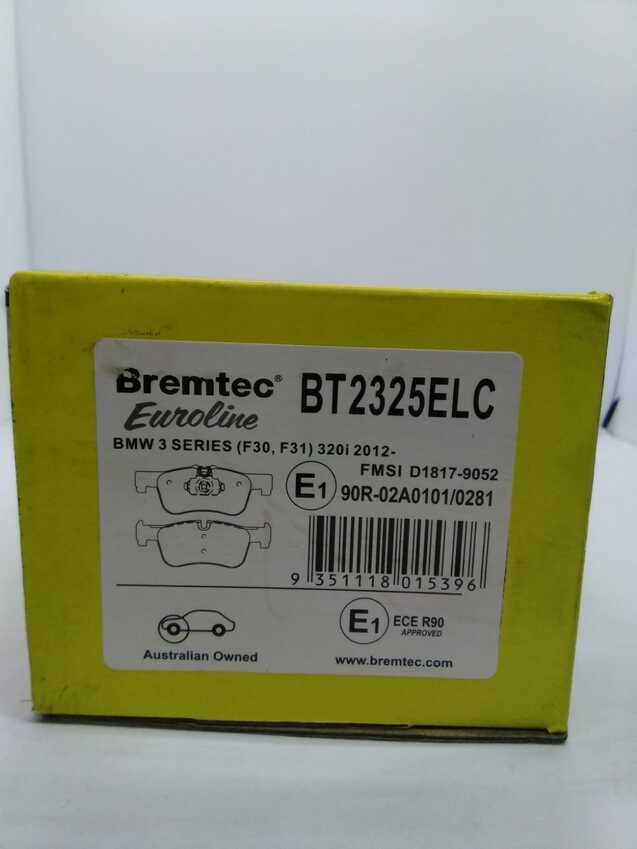 Bremtec®
Euroline
BT2325ELC
BMW 3 SERIES (F30, F31) 320i 2012-
FMSI D1817-9052
E1 90R-02A0101/0281
9 351118 015396
E1 ECE R90
APPROVED
Australian Owned
www.bremtec.com